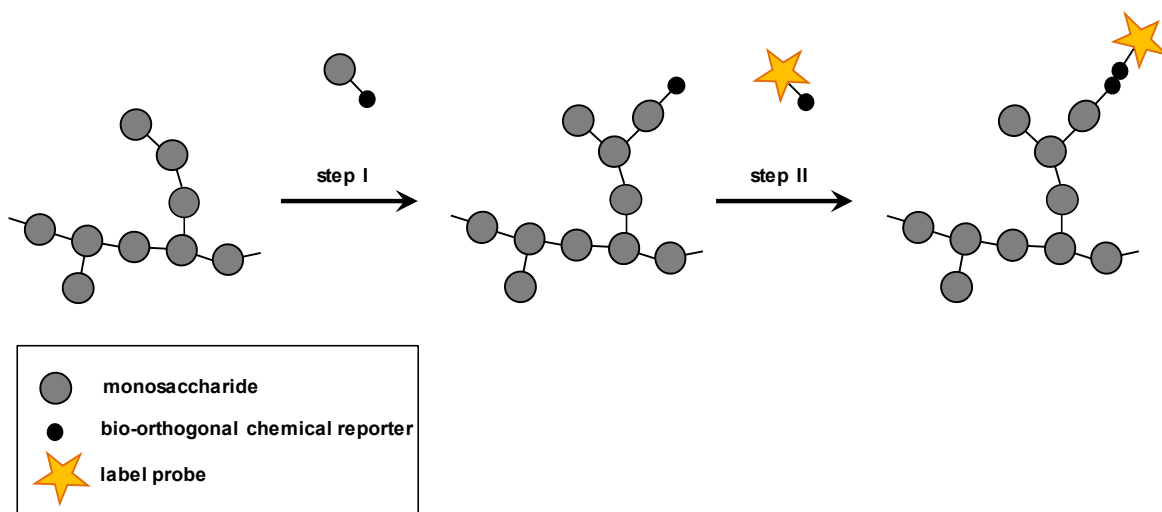 step I
step II
monosaccharide
bio-orthogonal chemical reporter
label probe